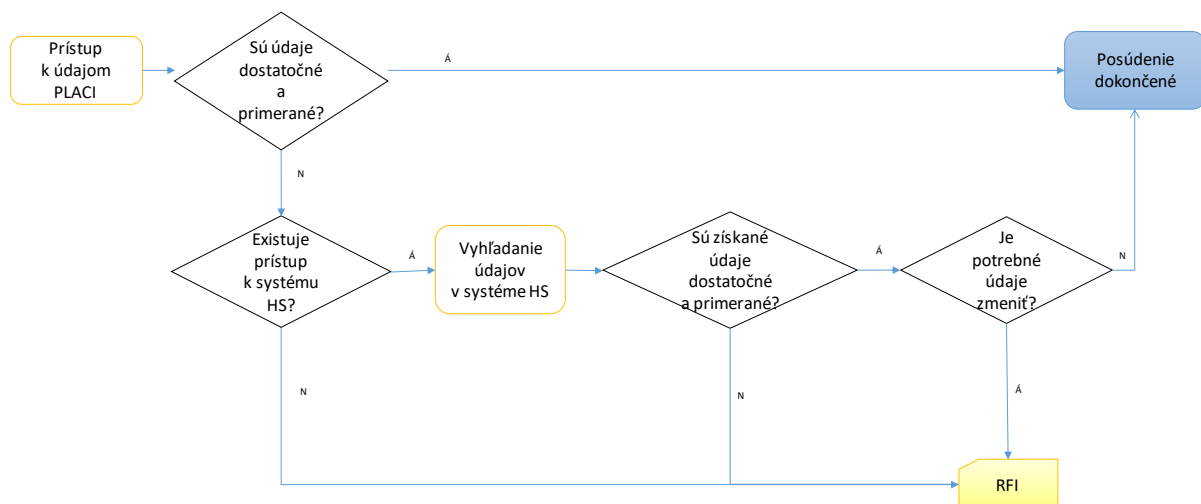 Prístup
k údajom
PLACI
Sú údaje
dostatočné
a
primerané?
Á
Posúdenie
dokončené
N
Existuje
prístup
k systému
HS?
Á
Vyhľadanie
údajov
v systéme HS
Sú získané
údaje
dostatočné
a primerané?
Á
Je
potrebné
údaje
zmeniť?
N
N
N
Á
RFI